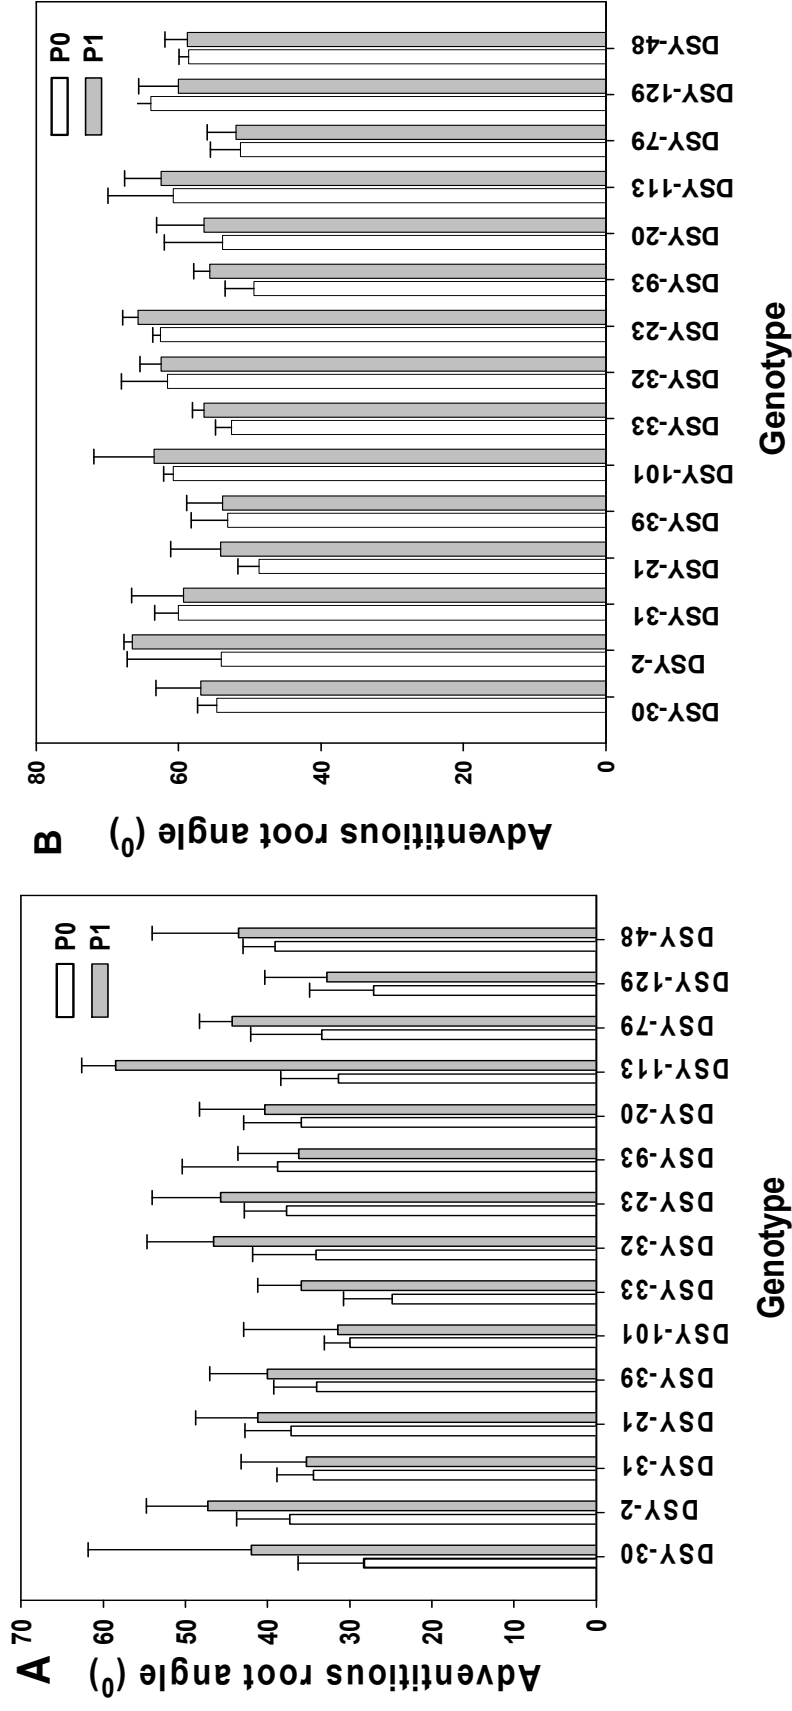 A
Adventitious root angle (⁰)
70
60
50
40
30
20
10
0
P0
P1
DSY-30
DSY-2
DSY-31
DSY-21
DSY-39
DSY-101
DSY-33
DSY-32
DSY-23
DSY-93
DSY-20
DSY-113
DSY-79
DSY-129
DSY-48
Genotype
B
Adventitious root angle (⁰)
80
60
40
20
0
P0
P1
DSY-30
DSY-2
DSY-31
DSY-21
DSY-39
DSY-101
DSY-33
DSY-32
DSY-23
DSY-93
DSY-20
DSY-113
DSY-79
DSY-129
DSY-48
Genotype